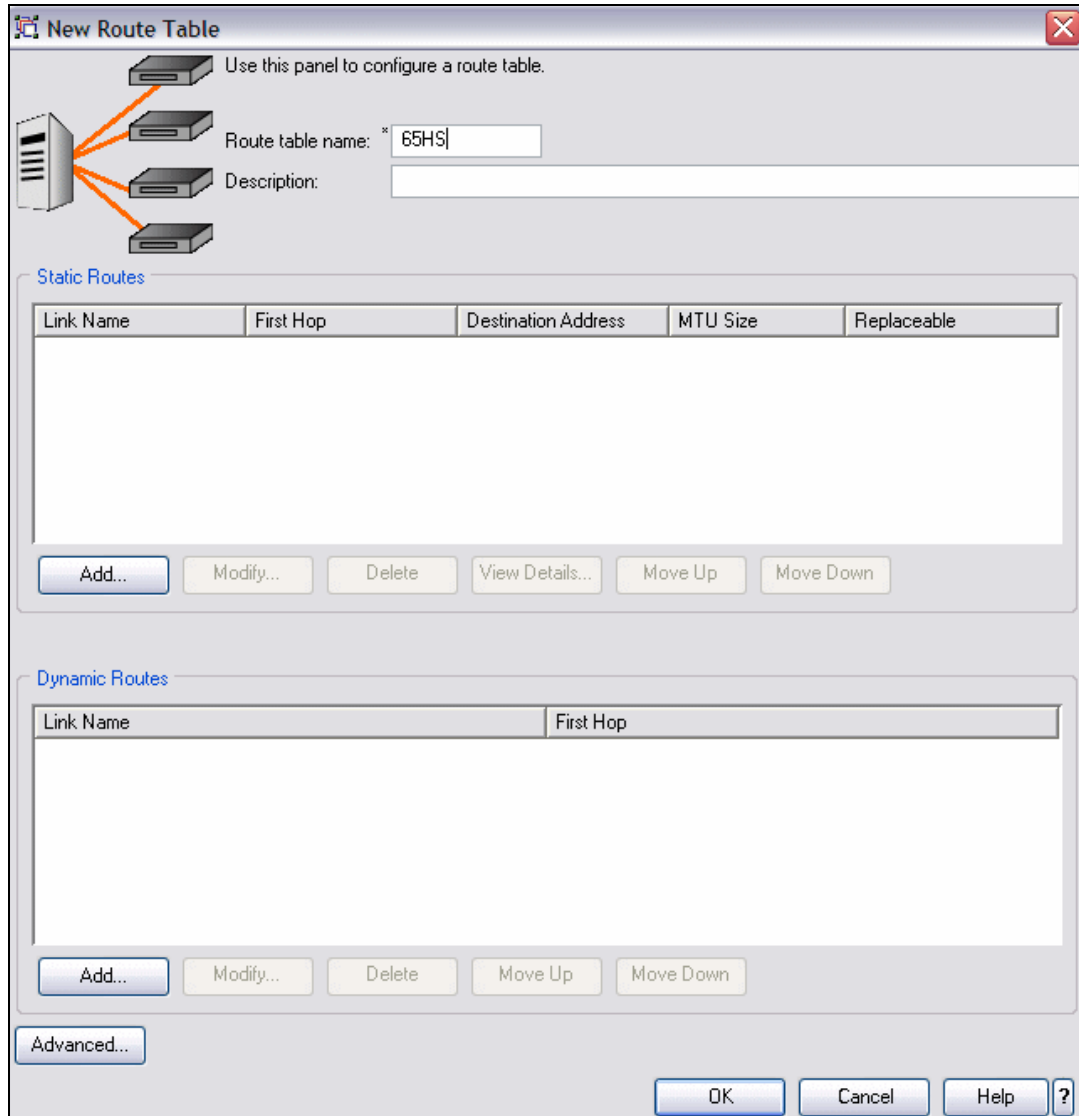 New Route Table
Use this panel to configure a route table.
Route table name: * 65HS
Description:
Static Routes
Link Name First Hop Destination Address MTU Size Replaceable
Add... Modify... Delete View Details... Move Up Move Down
Dynamic Routes
Link Name First Hop
Add... Modify... Delete Move Up Move Down
Advanced...
OK Cancel Help ?